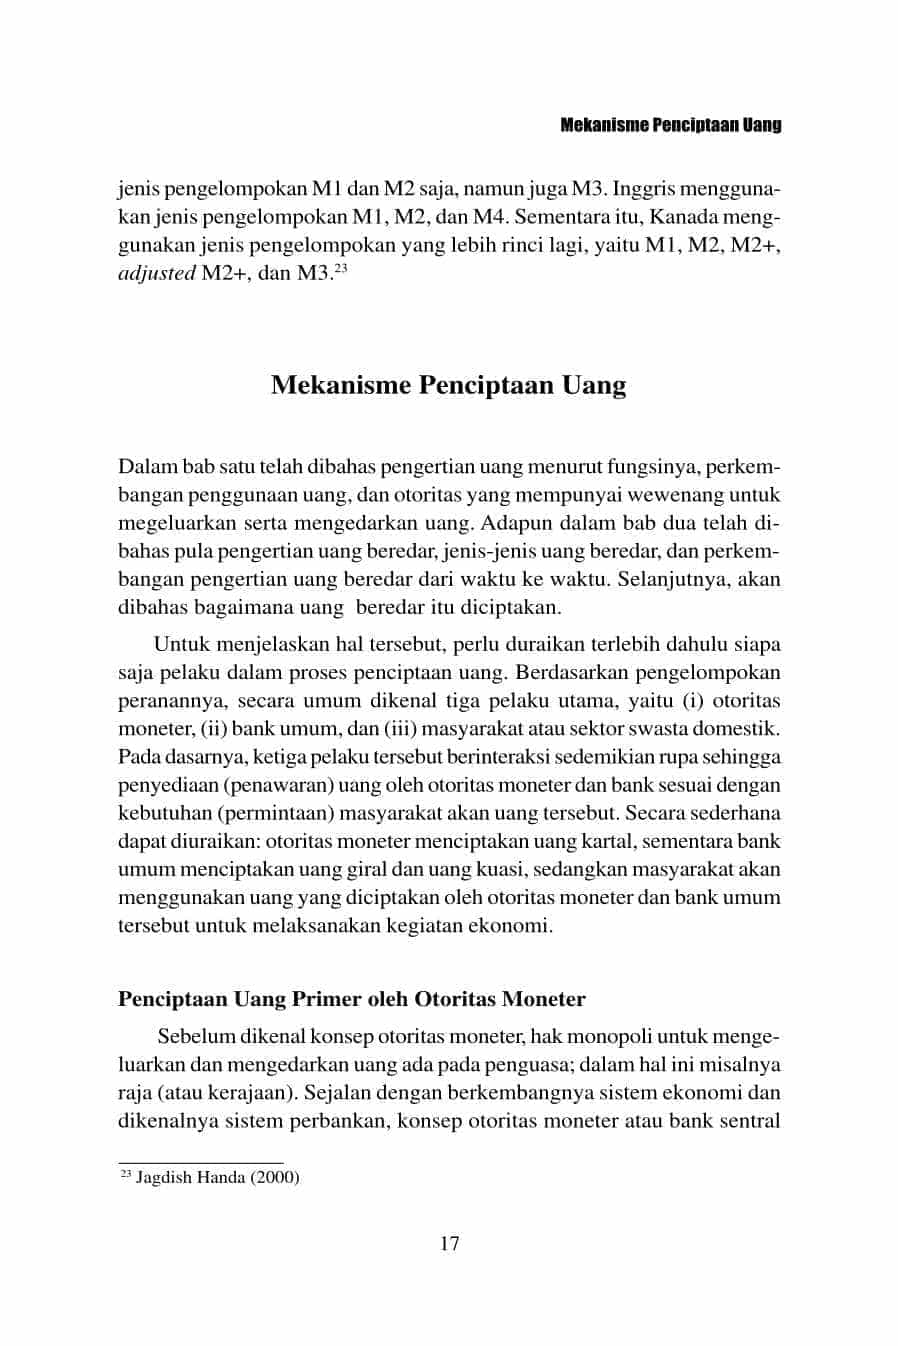 Mekanisme Penciptaan Uang
jenis pengelompokan M1 dan M2 saja, namun juga M3. Inggris mengguna-
kan jenis pengelompokan M1, M2, dan M4. Sementara itu, Kanada meng-
gunakan jenis pengelompokan yang lebih rinci lagi, yaitu M1, M2, M2+,
adjusted M2+, dan M3.23
Mekanisme Penciptaan Uang
Dalam bab satu telah dibahas pengertian uang menurut fungsinya, perkem-
bangan penggunaan uang, dan otoritas yang mempunyai wewenang untuk
megeluarkan serta mengedarkan uang. Adapun dalam bab dua telah di-
bahas pula pengertian uang beredar, jenis-jenis uang beredar, dan perkem-
bangan pengertian uang beredar dari waktu ke waktu. Selanjutnya, akan
dibahas bagaimana uang beredar itu diciptakan.
Untuk menjelaskan hal tersebut, perlu duraikan terlebih dahulu siapa
saja pelaku dalam proses penciptaan uang. Berdasarkan pengelompokan
peranannya, secara umum dikenal tiga pelaku utama, yaitu (i) otoritas
moneter, (ii) bank umum, dan (iii) masyarakat atau sektor swasta domestik.
Pada dasarnya, ketiga pelaku tersebut berinteraksi sedemikian rupa sehingga
penyediaan (penawaran) uang oleh otoritas moneter dan bank sesuai dengan
kebutuhan (permintaan) masyarakat akan uang tersebut. Secara sederhana
dapat diuraikan: otoritas moneter menciptakan uang kartal, sementara bank
umum menciptakan uang giral dan uang kuasi, sedangkan masyarakat akan
menggunakan uang yang diciptakan oleh otoritas moneter dan bank umum
tersebut untuk melaksanakan kegiatan ekonomi.
Penciptaan Uang Primer oleh Otoritas Moneter
Sebelum dikenal konsep otoritas moneter, hak monopoli untuk menge-
luarkan dan mengedarkan uang ada pada penguasa; dalam hal ini misalnya
raja (atau kerajaan). Sejalan dengan berkembangnya sistem ekonomi dan
dikenalnya sistem perbankan, konsep otoritas moneter atau bank sentral
23 Jagdish Handa (2000)
17